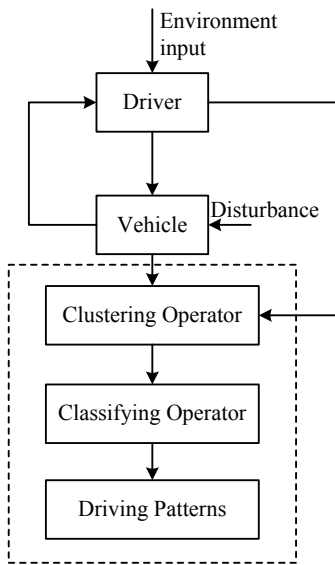 Environment
input
Driver
Disturbance
Vehicle
Clustering Operator
Classifying Operator
Driving Patterns